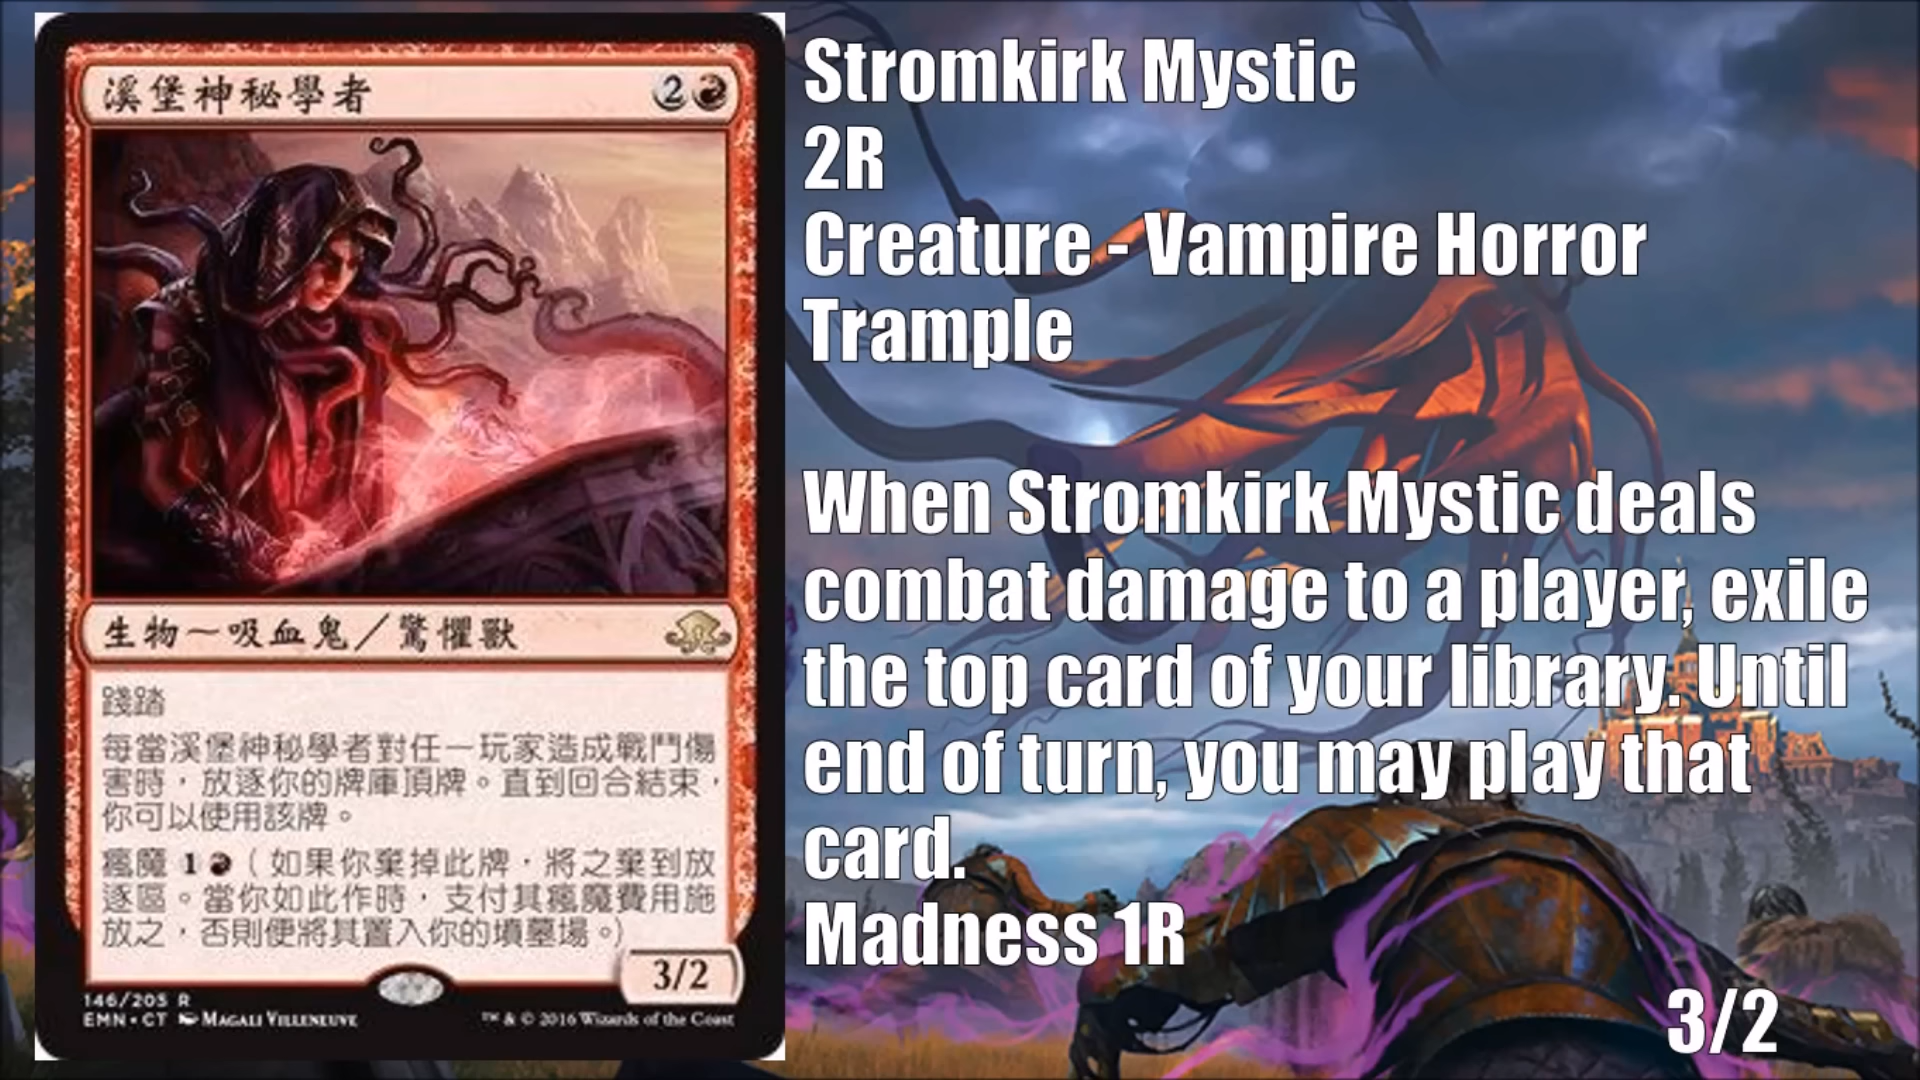 溪堡神秘學者 2
生物～吸血鬼／驚懼獸
踐踏
每當溪堡神秘學者對任一玩家造成戰鬥傷
害時，放逐你的牌庫頂牌。直到回合結束，
你可以使用該牌。
瘋魔 1 （如果你棄掉此牌，將之棄到放
逐區。當你如此作時，支付其瘋魔費用施
放之，否則便將其置入你的墳墓場。）
3/2
146/205 R
EMN • CT MAGALI VILLENEUVE
™ & © 2016 Wizards of the Coast
Stromkirk Mystic
2R
Creature - Vampire Horror
Trample
When Stromkirk Mystic deals
combat damage to a player, exile
the top card of your library. Until
end of turn, you may play that
card.
Madness 1R
3/2